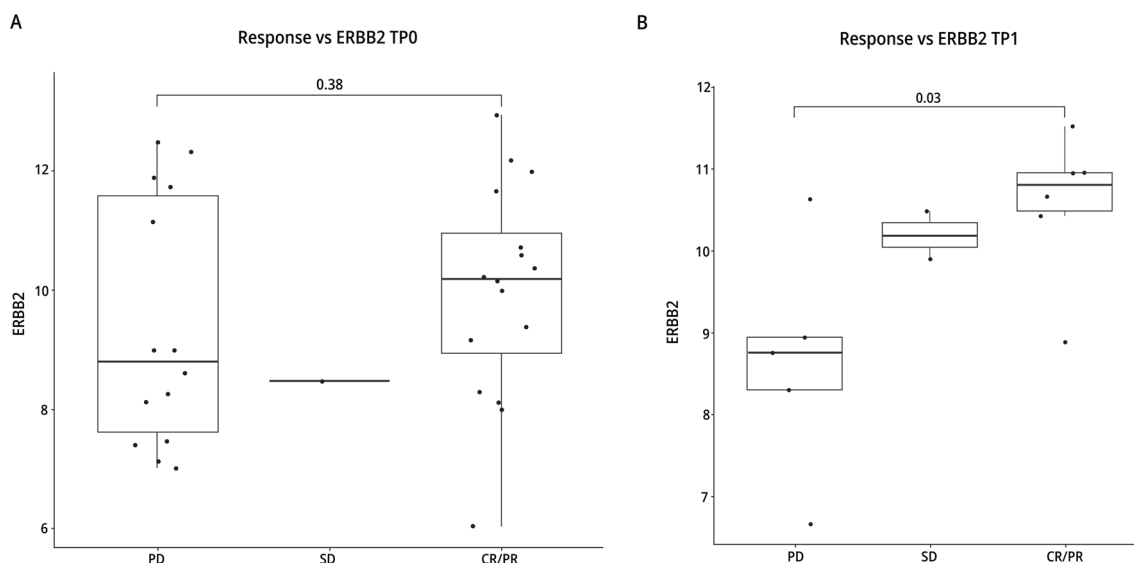 A
Response vs ERBB2 TP0
0.38
12
10
8
6
ERBB2
PD
SD
CR/PR
B
Response vs ERBB2 TP1
0.03
12
11
10
9
8
7
ERBB2
PD
SD
CR/PR